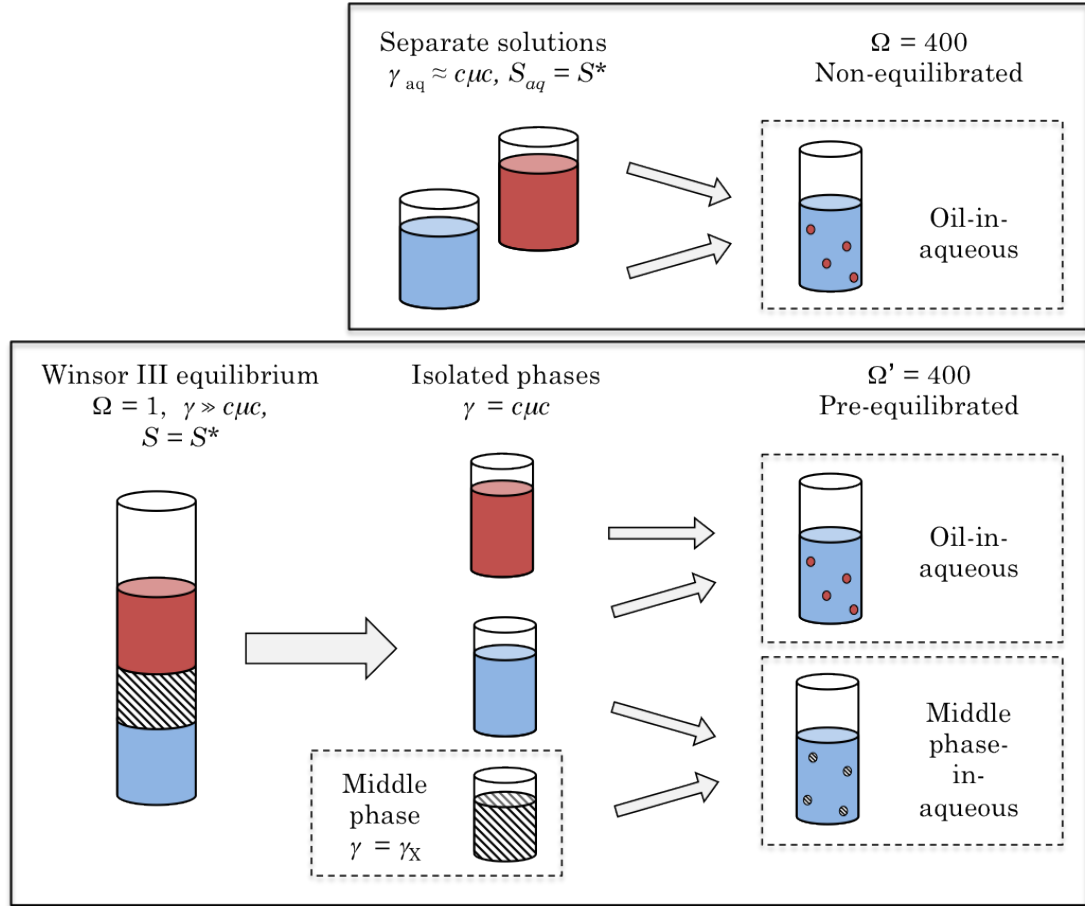 Separate solutions
γ aq ≈ cμc, Saq = S*
Ω = 400
Non-equilibrated
Oil-in-
aqueous
Winsor III equilibrium
Ω = 1, γ ≫ cμc,
S = S*
Isolated phases
γ = cμc
Ω’ = 400
Pre-equilibrated
Oil-in-
aqueous
Middle
phase-
in-
aqueous
Middle
phase
γ = γX